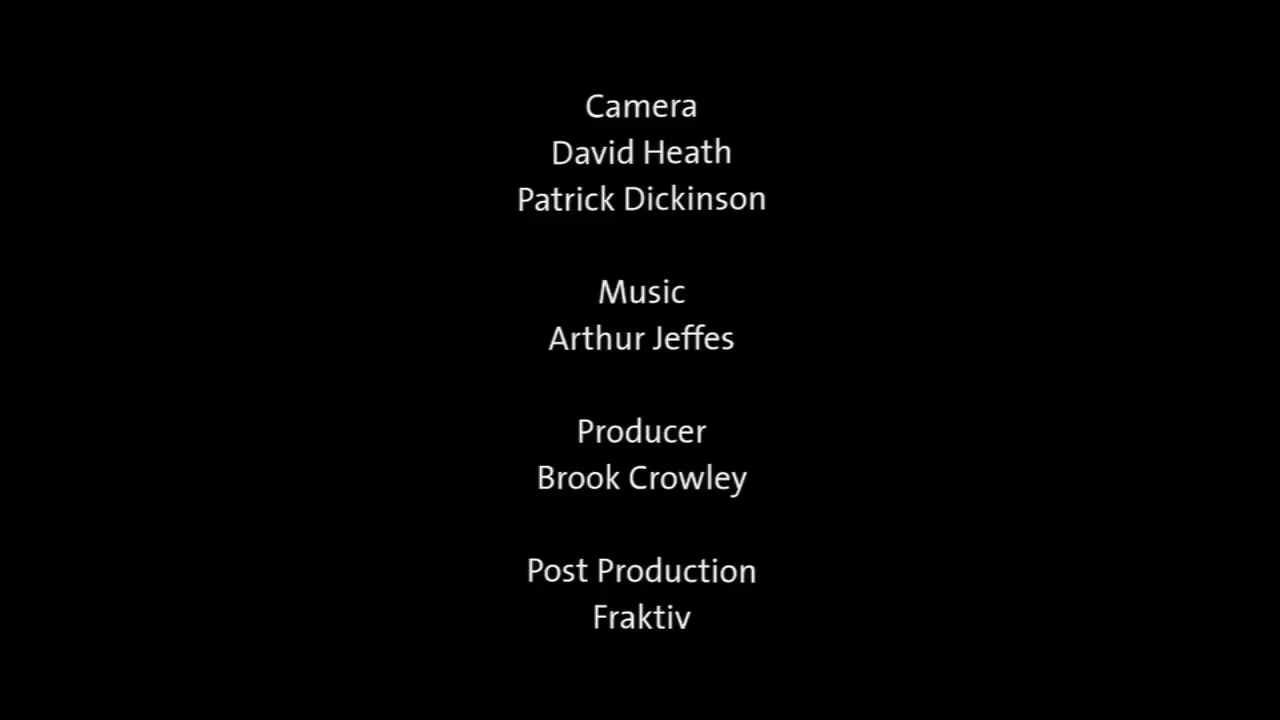 Camera
David Heath
Patrick Dickinson
Music
Arthur Jeffes
Producer
Brook Crowley
Post Production
Fraktiv